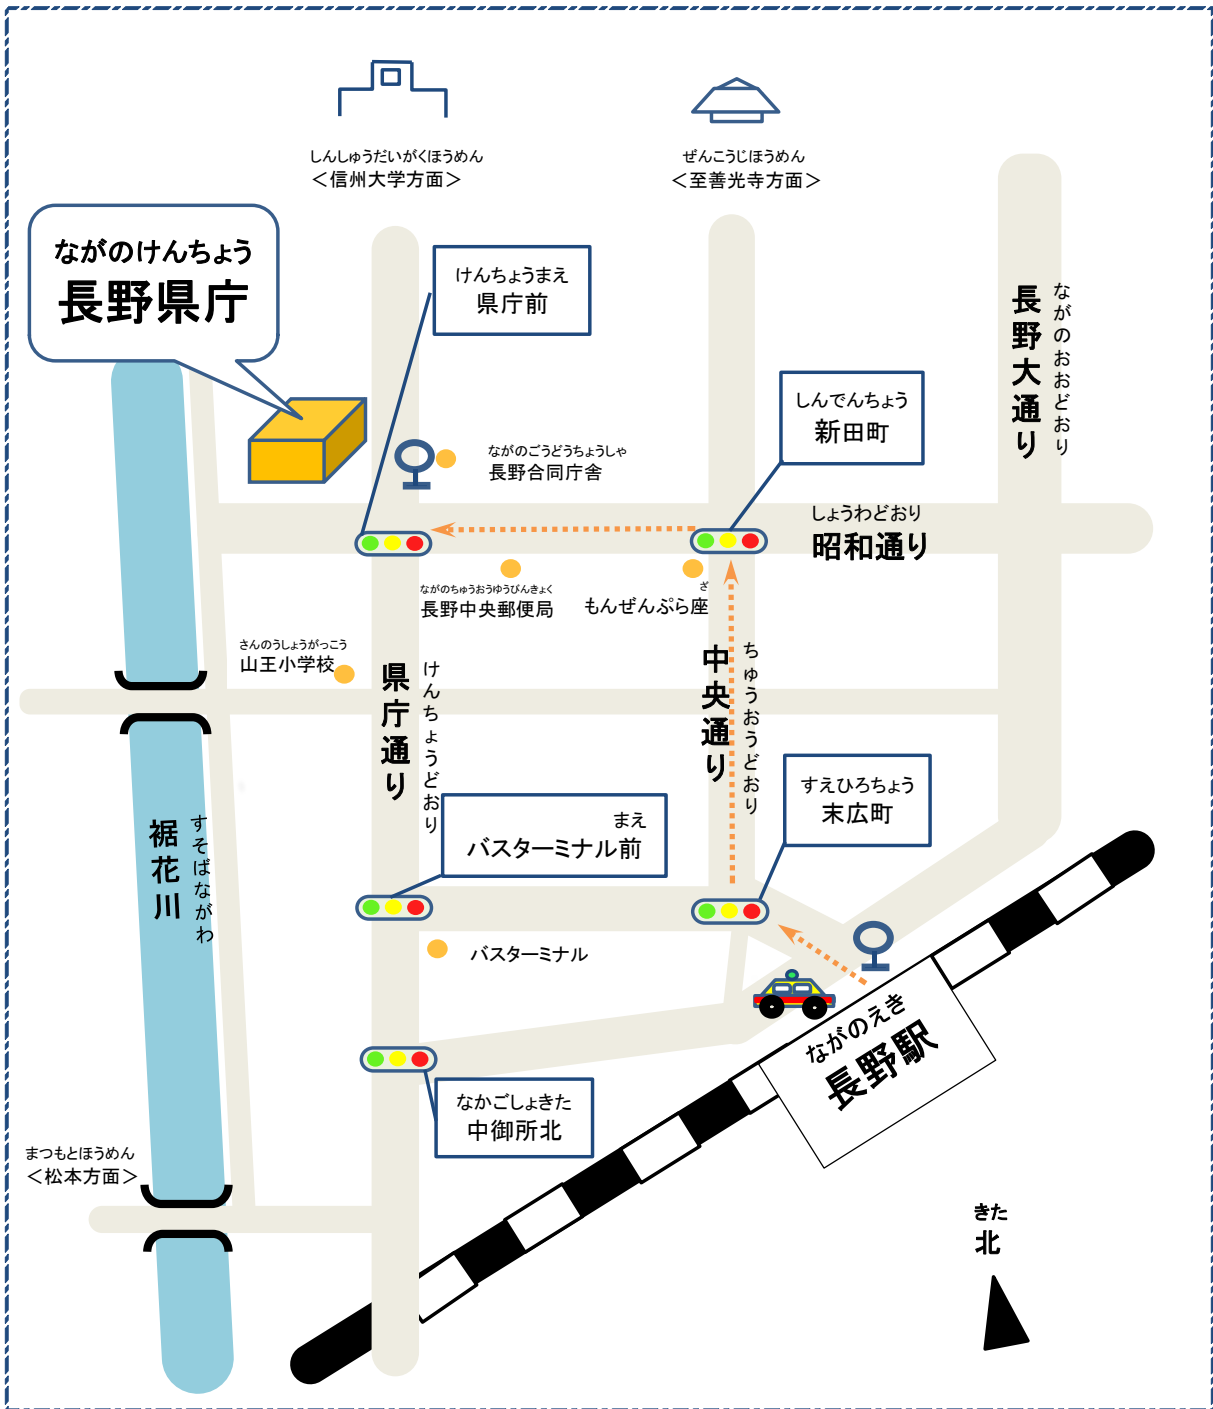 しんしゅうだいがくほうめん
＜信州大学方面＞
ぜんこうじほうめん
＜至善光寺方面＞
ながのけんちょう
長野県庁
けんちょうまえ
県庁前
ながのおおどおり
長野大通り
しんでんちょう
新田町
ながのごうどうちょうしゃ
長野合同庁舎
しょうわどおり
昭和通り
ながのちゅうおうゆうびんきょく
長野中央郵便局
ざ
もんぜんぷら座
さんのうしょうがっこう
山王小学校
けんちょうどおり
県庁通り
ちゅうおうどおり
中央通り
すえひろちょう
末広町
まえ
バスターミナル前
すそばながわ
裾花川
バスターミナル
ながのえき
長野駅
なかごしょきた
中御所北
まつもとほうめん
＜松本方面＞
きた
北